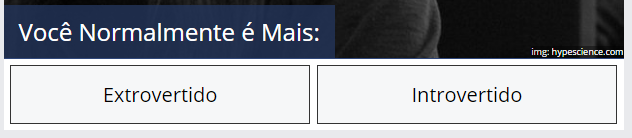 Você Normalmente é Mais:
img: hypescience.com
Extrovertido
Introvertido